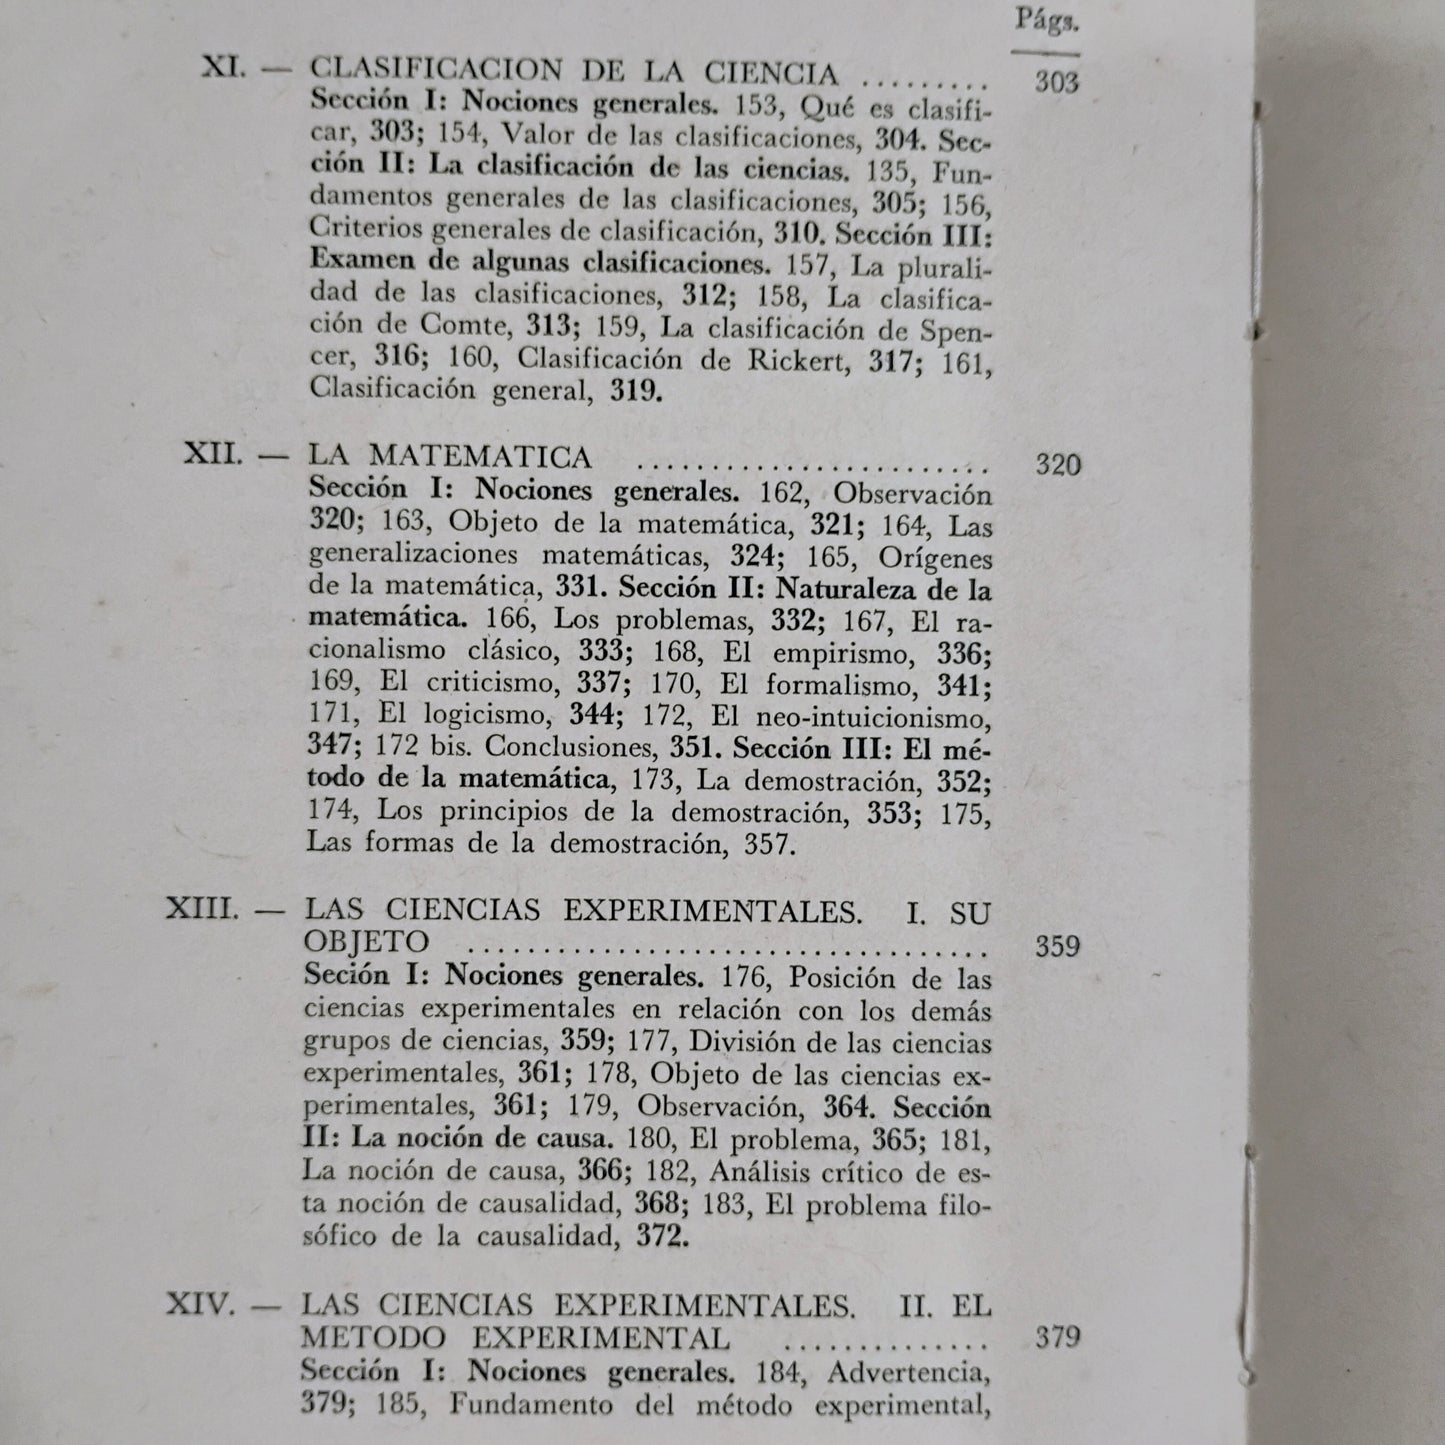 Págs.
XI. — CLASIFICACION DE LA CIENCIA ......... 303
Sección I: Nociones generales. 153, Qué es clasifi-
car, 303; 154, Valor de las clasificaciones, 304. Sec-
ción II: La clasificación de las ciencias. 135, Fun-
damentos generales de las clasificaciones, 305; 156,
Criterios generales de clasificación, 310. Sección III:
Examen de algunas clasificaciones. 157, La plurali-
dad de las clasificaciones, 312; 158, La clasifica-
ción de Comte, 313; 159, La clasificación de Spen-
cer, 316; 160, Clasificación de Rickert, 317; 161,
Clasificación general, 319.
XII. — LA MATEMATICA ........................ 320
Sección I: Nociones generales. 162, Observación
320; 163, Objeto de la matemática, 321; 164, Las
generalizaciones matemáticas, 324; 165, Orígenes
de la matemática, 331. Sección II: Naturaleza de la
matemática. 166, Los problemas, 332; 167, El ra-
cionalismo clásico, 333; 168, El empirismo, 336;
169, El criticismo, 337; 170, El formalismo, 341;
171, El logicismo, 344; 172, El neo-intuicionismo,
347; 172 bis. Conclusiones, 351. Sección III: El mé-
todo de la matemática, 173, La demostración, 352;
174, Los principios de la demostración, 353; 175,
Las formas de la demostración, 357.
XIII. — LAS CIENCIAS EXPERIMENTALES. I. SU
OBJETO .................................... 359
Seción I: Nociones generales. 176, Posición de las
ciencias experimentales en relación con los demás
grupos de ciencias, 359; 177, División de las ciencias
experimentales, 361; 178, Objeto de las ciencias ex-
perimentales, 361; 179, Observación, 364. Sección
II: La noción de causa. 180, El problema, 365; 181,
La noción de causa, 366; 182, Análisis crítico de es-
ta noción de causalidad, 368; 183, El problema filo-
sófico de la causalidad, 372.
XIV. — LAS CIENCIAS EXPERIMENTALES. II. EL
METODO EXPERIMENTAL .............. 379
Sección I: Nociones generales. 184, Advertencia,
379; 185, Fundamento del método experimental,